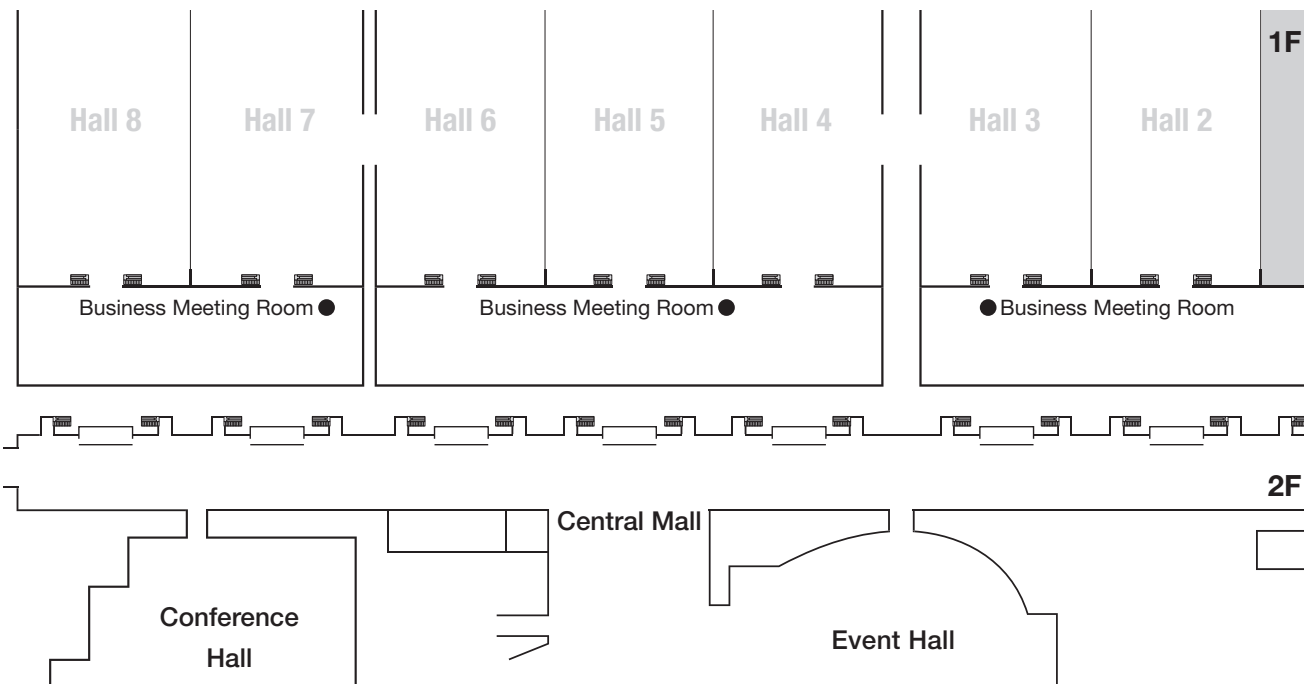 1F
Hall 8
Hall 7
Hall 6
Hall 5
Hall 4
Hall 3
Hall 2
Business Meeting Room
Business Meeting Room
Business Meeting Room
2F
Central Mall
Conference
Hall
Event Hall